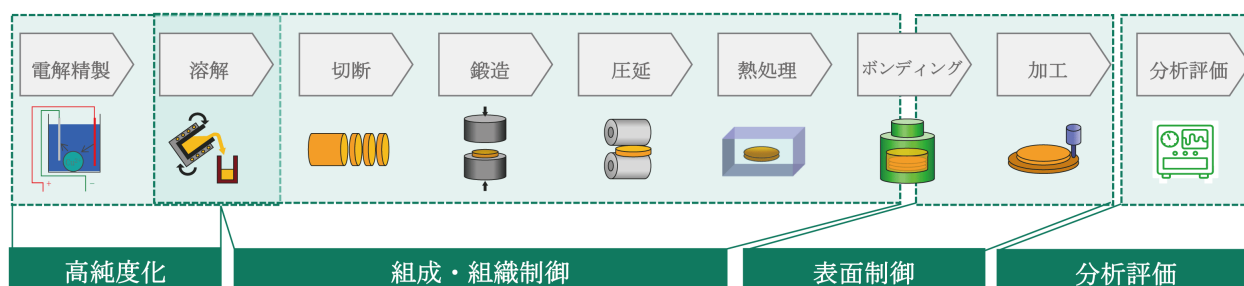 電解精製
溶解
切断
鍛造
圧延
熱処理
ボンディング
加工
分析評価
+ −
高純度化
組成・組織制御
表面制御
分析評価